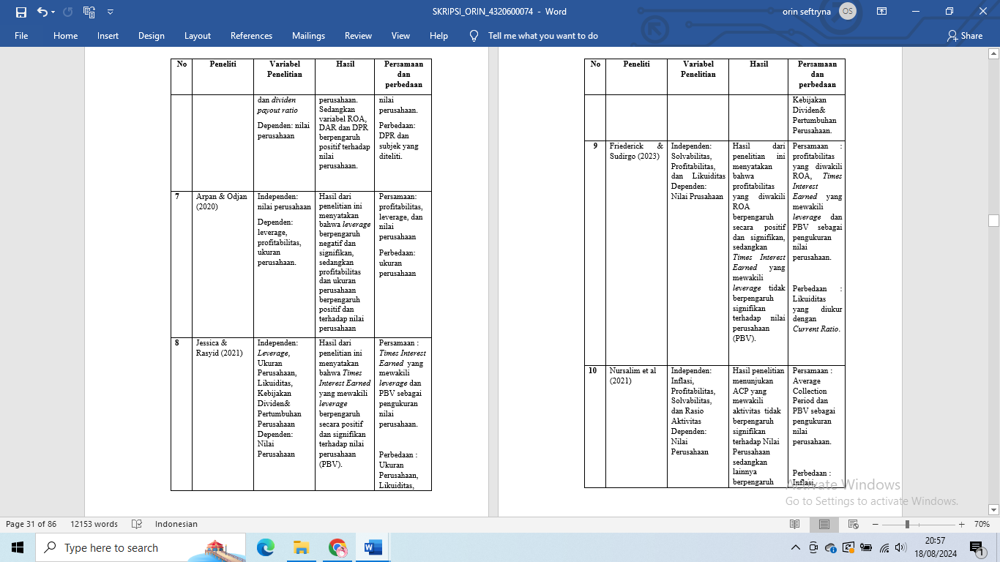 SKRIPSI_ORIN_4320600074 - Word
orin seftryna
OS
File
Home
Insert
Design
Layout
References
Mailings
Review
View
Help
Tell me what you want to do
Share
No
Peneliti
Variabel
Penelitian
Hasil
Persamaan
dan
perbedaan
dan dividen
payout ratio
Dependen: nilai
perusahaan
perusahaan.
Sedangkan
variabel ROA,
DAR dan DPR
berpengaruh
positif terhadap
nilai
perusahaan.
nilai
perusahaan.
Perbedaan:
DPR dan
subjek yang
diteliti.
7
Arpan & Odjan
(2020)
Independen:
nilai perusahaan
Dependen:
leverage,
profitabilitas,
ukuran
perusahaan.
Hasil dari
penelitian ini
menyatakan
bahwa leverage
berpengaruh
negatif dan
signifikan,
sedangkan
profitabilitas
dan ukuran
perusahaan
berpengaruh
positif dan
terhadap nilai
perusahaan
Persamaan:
profitabilitas,
leverage, dan
nilai
perusahaan
Perbedaan:
ukuran
perusahaan
8
Jessica &
Rasyid (2021)
Independen:
Leverage,
Ukuran
Perusahaan,
Likuiditas,
Kebijakan
Dividen&
Pertumbuhan
Perusahaan
Dependen:
Nilai
Perusahaan
Hasil dari
penelitian ini
menyatakan
bahwa Times
Interest Earned
yang mewakili
leverage
berpengaruh
secara positif
dan signifikan
terhadap nilai
perusahaan
(PBV).
Persamaan :
Times Interest
Earned yang
mewakili
leverage dan
PBV sebagai
pengukuran
nilai
perusahaan.
Perbedaan :
Ukuran
Perusahaan,
Likuiditas,
No
Peneliti
Variabel
Penelitian
Hasil
Persamaan
dan
perbedaan
Kebijakan
Dividen&
Pertumbuhan
Perusahaan.
9
Friederick &
Sudirgo (2023)
Independen:
Solvabilitas,
Profitabilitas,
dan Likuiditas
Dependen:
Nilai Prusahaan
Hasil dari
penelitian ini
menyatakan
bahwa
profitabilitas
yang diwakili
ROA
berpengaruh
secara positif
dan signifikan,
sedangkan
Times Interest
Earned yang
mewakili
leverage tidak
berpengaruh
signifikan
terhadap nilai
perusahaan
(PBV).
Persamaan :
profitabilitas
yang diwakili
ROA, Times
Interest
Earned yang
mewakili
leverage dan
PBV sebagai
pengukuran
nilai
perusahaan.
Perbedaan :
Likuiditas
yang diukur
dengan
Current Ratio.
10
Nursalim et al
(2021)
Independen:
Inflasi,
Profitabilitas,
Solvabilitas,
dan Rasio
Aktivitas
Dependen:
Nilai
Perusahaan
Hasil penelitian
menunjukan
ACP yang
mewakili
aktivitas tidak
berpengaruh
signifikan
terhadap Nilai
Perusahaan
sedangkan
lainnya
berpengaruh
Persamaan :
Average
Collection
Period dan
PBV sebagai
pengukuran
nilai
perusahaan.
Perbedaan :
Inflasi,
Activate Windows
Go to Settings to activate Windows.
Page 31 of 86
12153 words
Indonesian
70%
Type here to search
20:57
18/08/2024
1